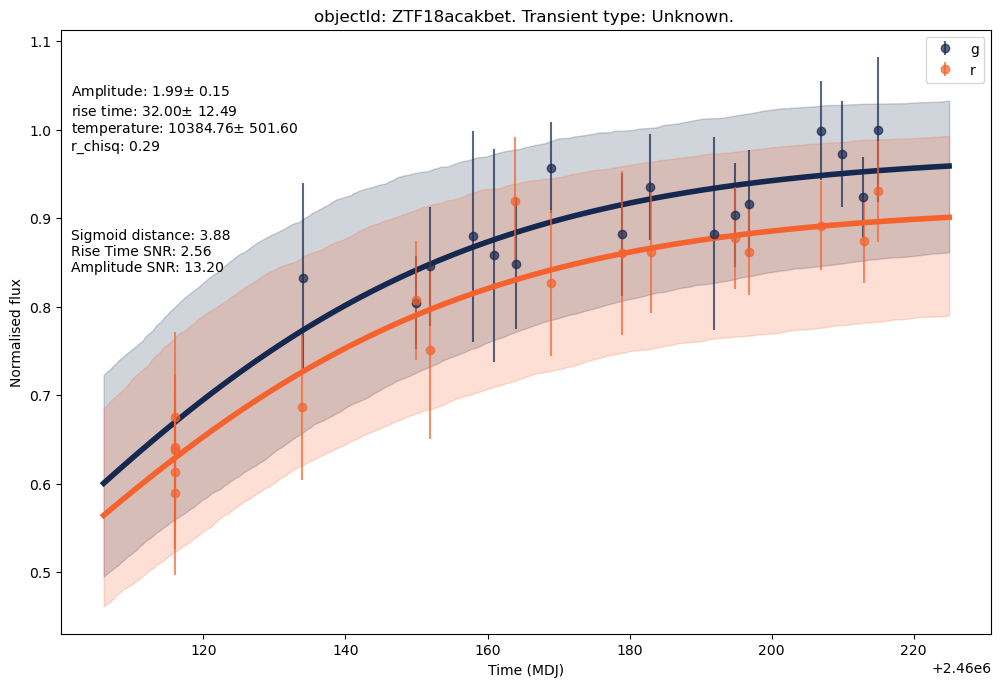 objectId: ZTF18acakbet. Transient type: Unknown.
g
r
Amplitude: 1.99± 0.15
rise time: 32.00± 12.49
temperature: 10384.76± 501.60
r_chisq: 0.29
Sigmoid distance: 3.88
Rise Time SNR: 2.56
Amplitude SNR: 13.20
Normalised flux
1.1
1.0
0.9
0.8
0.7
0.6
0.5
120
140
160
180
200
220
+2.46e6
Time (MDJ)